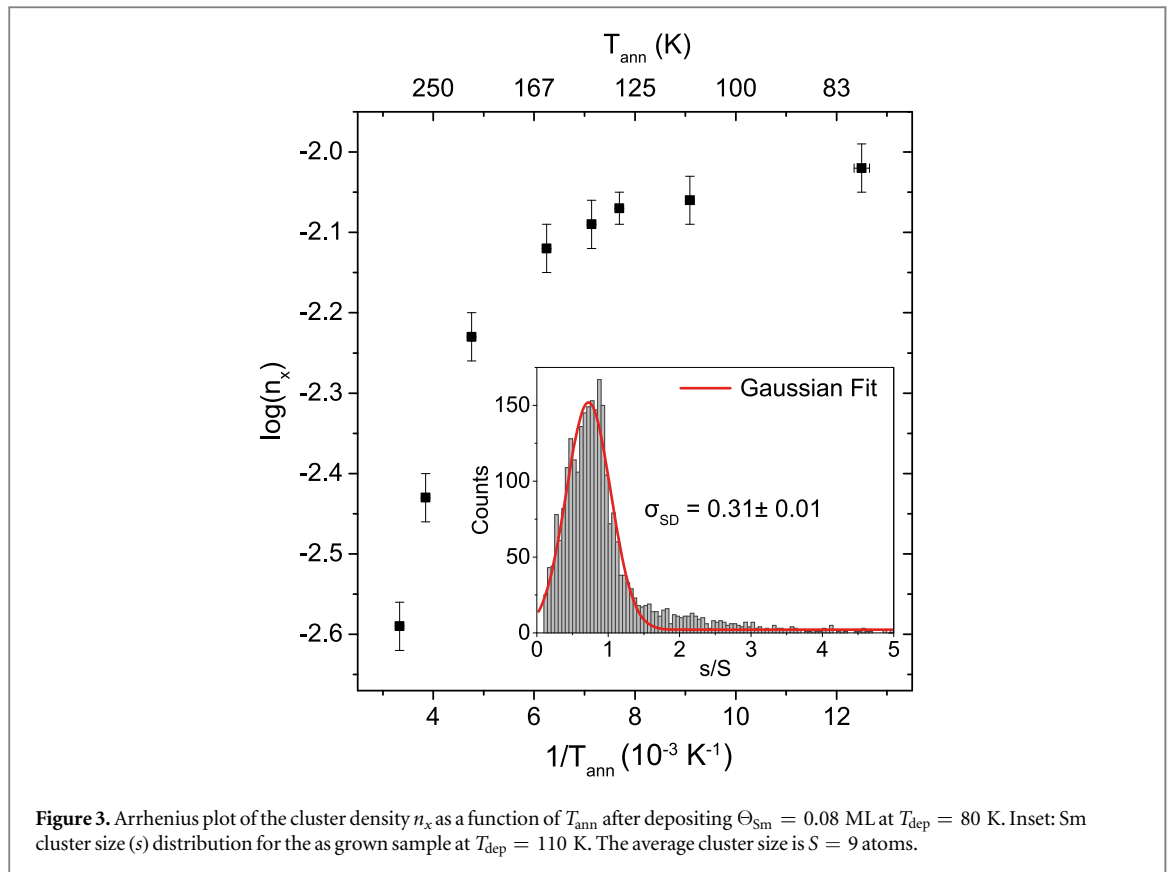 T_ann (K)
250 167 125 100 83
-2.0
-2.1
-2.2
-2.3
-2.4
-2.5
-2.6
log(n_x)
Gaussian Fit
150
100
50
0
Counts
σ_SD = 0.31± 0.01
0 1 2 3 4 5
s/S
4 6 8 10 12
1/T_ann (10^-3 K^-1)
Figure 3. Arrhenius plot of the cluster density n_x as a function of T_ann after depositing Θ_Sm = 0.08 ML at T_dep = 80 K. Inset: Sm
cluster size (s) distribution for the as grown sample at T_dep = 110 K. The average cluster size is S = 9 atoms.